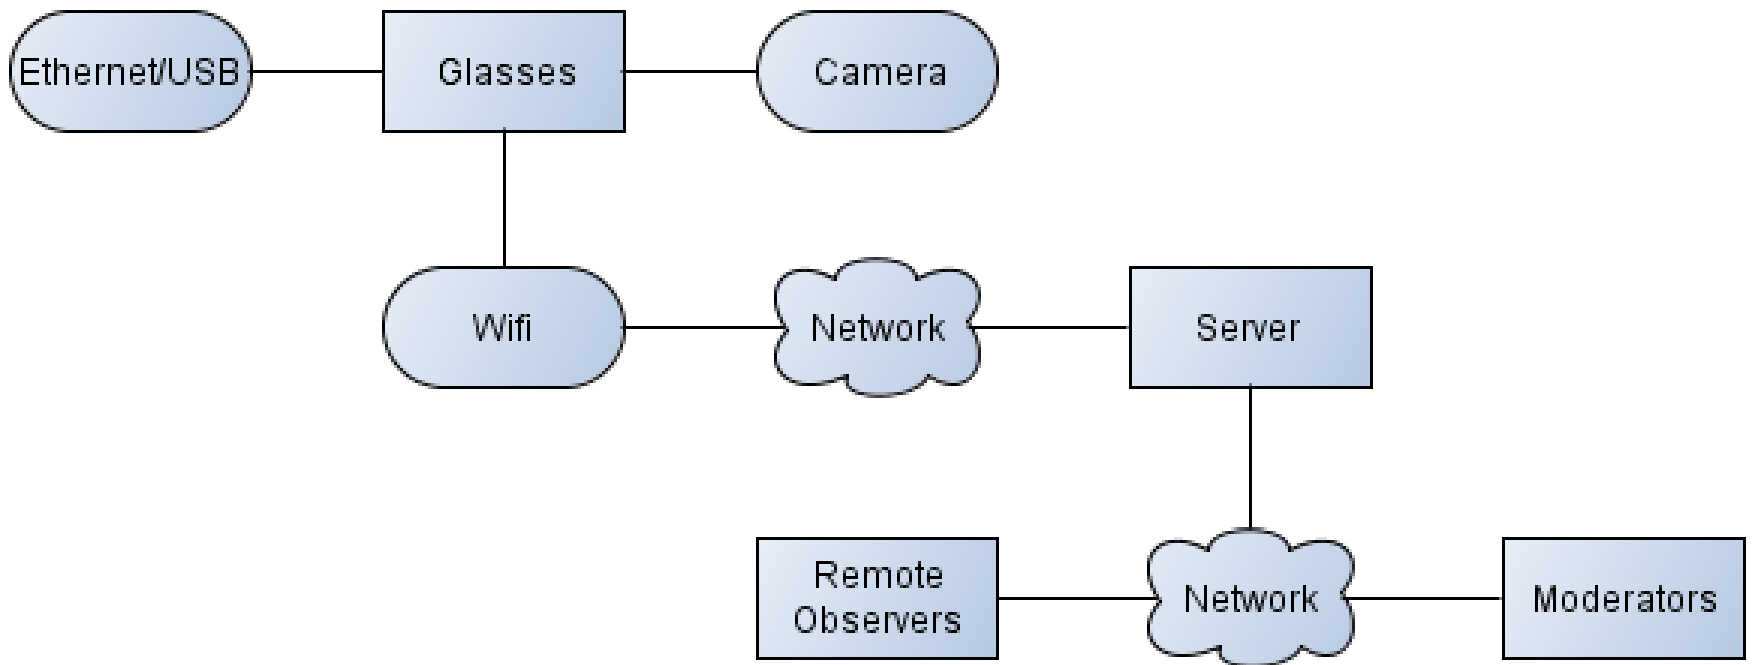 Ethernet/USB
Glasses
Camera
Wifi
Network
Server
Remote
Observers
Network
Moderators